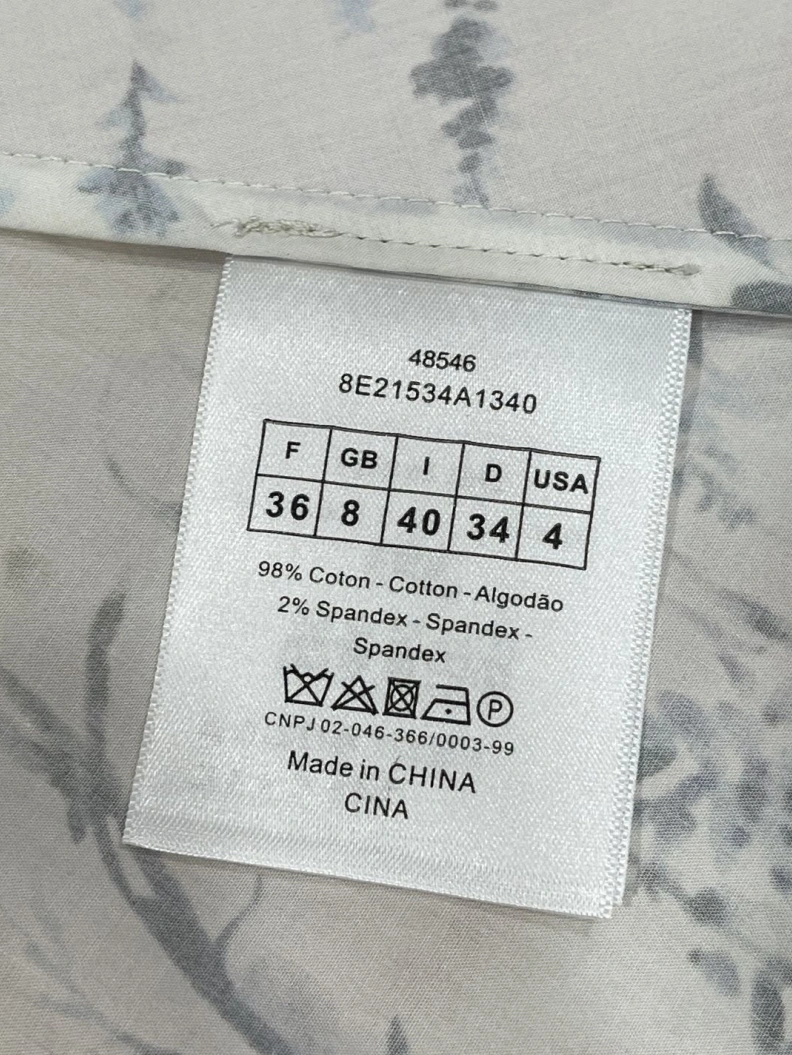 48546
8E21534A1340
F GB I D USA
36 8 40 34 4
98% Coton - Cotton - Algodão
2% Spandex - Spandex -
Spandex
P
CNPJ 02-046-366/0003-99
Made in CHINA
CINA